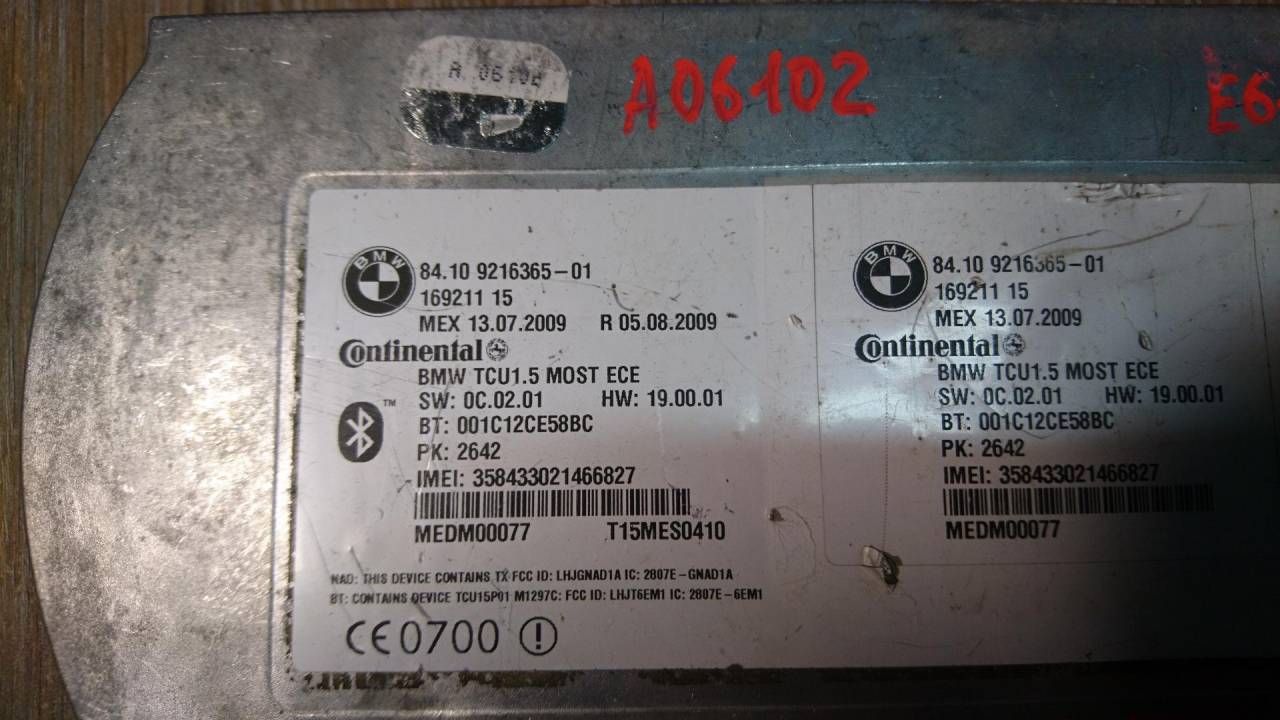 A06102
E6
BMW
84.10 9216365-01
169211 15
MEX 13.07.2009 R 05.08.2009
Continental
BMW TCU1.5 MOST ECE
SW: 0C.02.01 HW: 19.00.01
TM
BT: 001C12CE58BC
PK: 2642
IMEI: 358433021466827
MEDM00077 T15MES0410
NAD: THIS DEVICE CONTAINS TX FCC ID: LHJGNAD1A IC: 2807E-GNAD1A
BT: CONTAINS DEVICE TCU15P01 M1297C: FCC ID: LHJT6EM1 IC: 2807E-6EM1
CE0700
BMW
84.10 9216365-01
169211 15
MEX 13.07.2009
Continental
BMW TCU1.5 MOST ECE
SW: 0C.02.01 HW: 19.00.01
BT: 001C12CE58BC
PK: 2642
IMEI: 358433021466827
MEDM00077